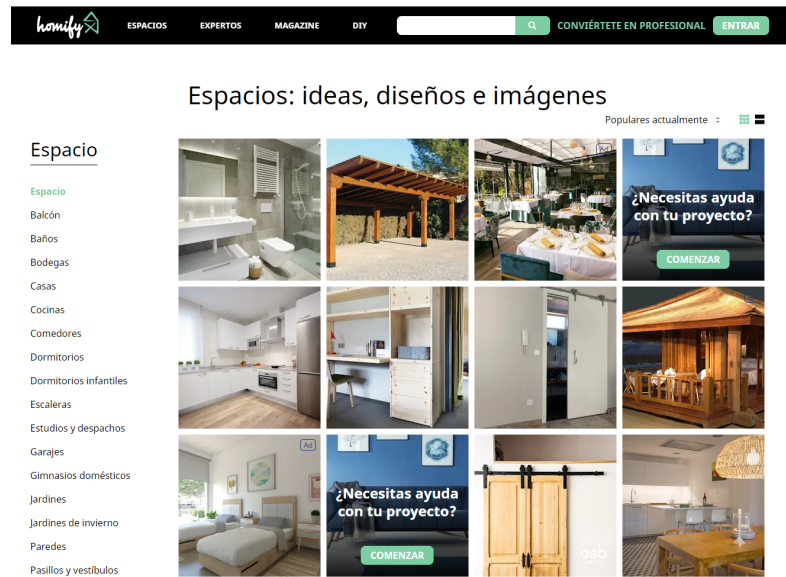 homify
ESPACIOS
EXPERTOS
MAGAZINE
DIY
CONVIÉRTETE EN PROFESIONAL
ENTRAR
Espacios: ideas, diseños e imágenes
Populares actualmente
Espacio
Espacio
Balcón
Baños
Bodegas
Casas
Cocinas
Comedores
Dormitorios
Dormitorios infantiles
Escaleras
Estudios y despachos
Garajes
Gimnasios domésticos
Jardines
Jardines de invierno
Paredes
Pasillos y vestíbulos
Ad
¿Necesitas ayuda
con tu proyecto?
COMENZAR
Ad
¿Necesitas ayuda
con tu proyecto?
COMENZAR
osb